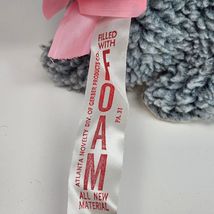 FILLED
WITH
FOAM
ATLANTA NOVELTY DIV. OF GERBER PRODUCTS CO.
PA. 31
ALL NEW
MATERIAL